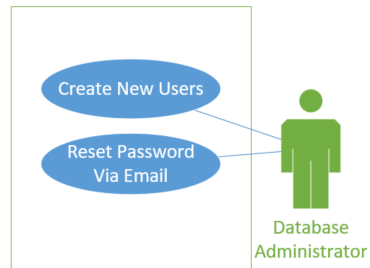 Create New Users
Reset Password
Via Email
Database
Administrator